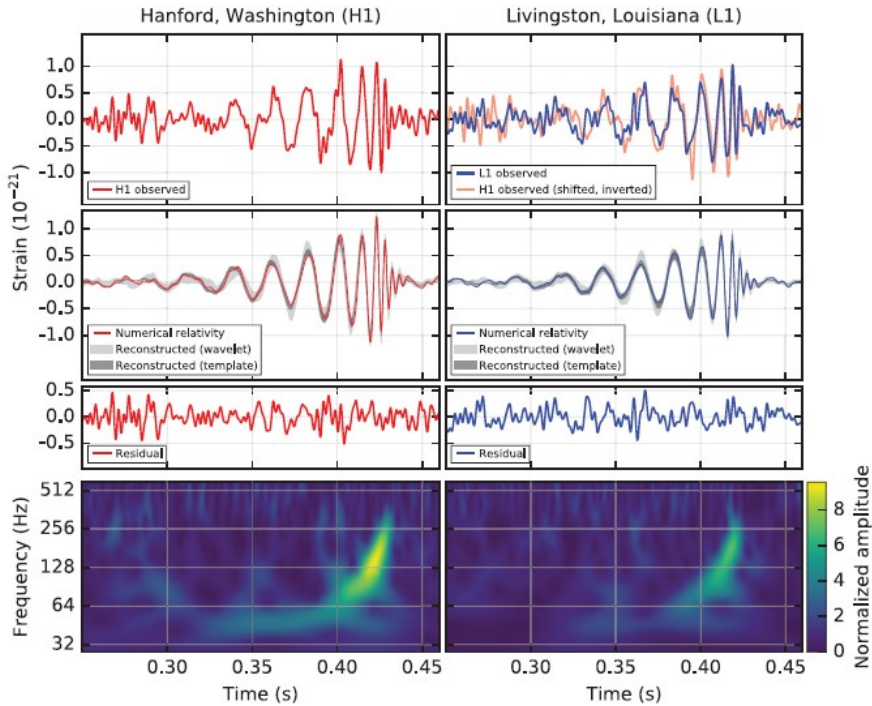 Hanford, Washington (H1)
Livingston, Louisiana (L1)
1.0
0.5
0.0
−0.5
−1.0
H1 observed
L1 observed
H1 observed (shifted, inverted)
Strain (10⁻²¹)
1.0
0.5
0.0
−0.5
−1.0
Numerical relativity
Reconstructed (wavelet)
Reconstructed (template)
Numerical relativity
Reconstructed (wavelet)
Reconstructed (template)
0.5
0.0
−0.5
Residual
Residual
Frequency (Hz)
512
256
128
64
32
8
6
4
2
0
Normalized amplitude
0.30 0.35 0.40 0.45
0.30 0.35 0.40 0.45
Time (s)
Time (s)